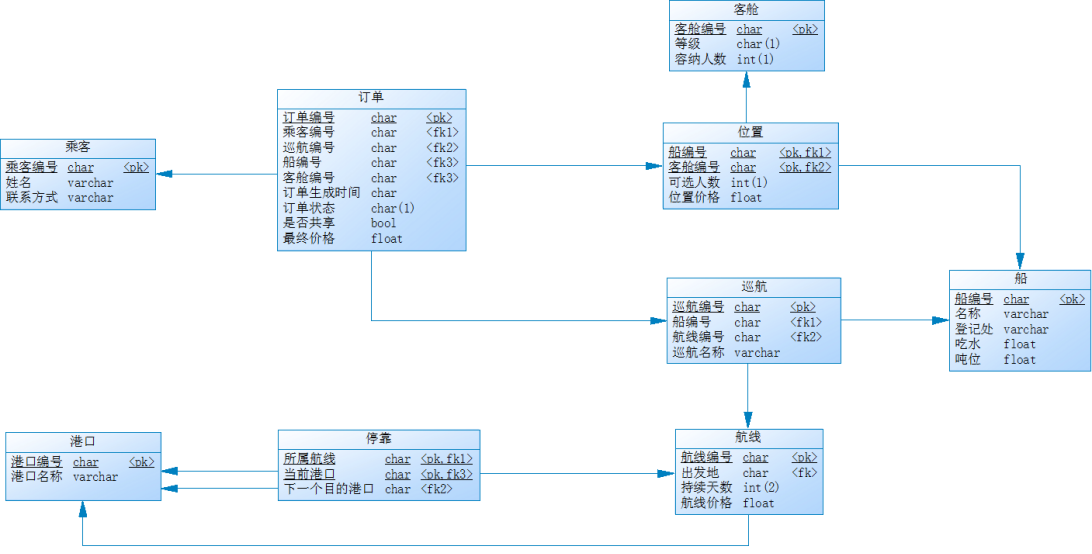 客舱
客舱编号 char <pk>
等级 char(1)
容纳人数 int(1)
订单
订单编号 char <pk>
乘客编号 char <fk1>
巡航编号 char <fk2>
船编号 char <fk3>
客舱编号 char <fk3>
订单生成时间 char
订单状态 char(1)
是否共享 bool
最终价格 float
位置
船编号 char <pk,fk1>
客舱编号 char <pk,fk2>
可选人数 int(1)
位置价格 float
乘客
乘客编号 char <pk>
姓名 varchar
联系方式 varchar
巡航
巡航编号 char <pk>
船编号 char <fk1>
航线编号 char <fk2>
巡航名称 varchar
船
船编号 char <pk>
名称 varchar
登记处 varchar
吃水 float
吨位 float
港口
港口编号 char <pk>
港口名称 varchar
停靠
所属航线 char <pk,fk1>
当前港口 char <pk,fk3>
下一个目的港口 char <fk2>
航线
航线编号 char <pk>
出发地 char <fk>
持续天数 int(2)
航线价格 float